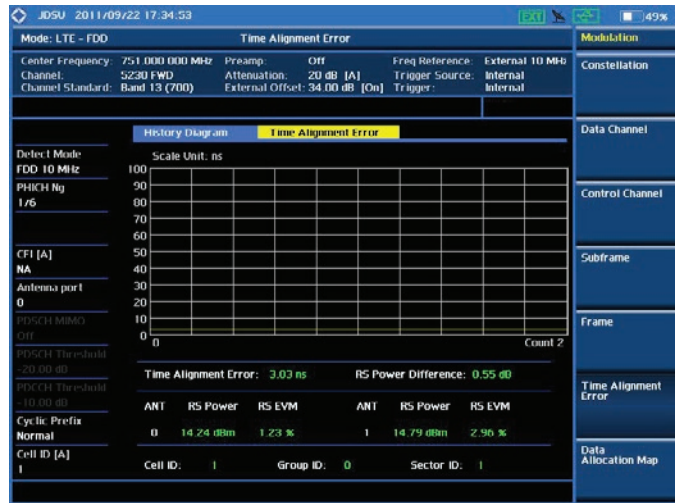 JDSU 2011/09/22 17:34:53 EXT 49%
Mode: LTE - FDD Time Alignment Error Modulation
Center Frequency: 751.000 000 MHz Preamp: Off Freq Reference: External 10 MHz
Channel: 5230 FWD Attenuation: 20 dB [A] Trigger Source: Internal
Channel Standard: Band 13 (700) External Offset: 34.00 dB [On] Trigger: Internal
Constellation
History Diagram Time Alignment Error
Data Channel
Detect Mode
FDD 10 MHz
Scale Unit: ns
PHICH Ng
1/6
Control Channel
100
90
80
70
60
50
40
30
20
10
0
0 Count 2
CFI [A]
NA
Subframe
Antenna port
0
PDSCH MIMO
Off
Frame
PDSCH Threshold
-20.00 dB
Time Alignment Error: 3.03 ns RS Power Difference: 0.55 dB
PDCCH Threshold
-10.00 dB
Time Alignment
Error
ANT RS Power RS EVM ANT RS Power RS EVM
0 14.24 dBm 1.23 % 1 14.79 dBm 2.96 %
Cyclic Prefix
Normal
Cell ID [A]
1
Cell ID: 1 Group ID: 0 Sector ID: 1
Data
Allocation Map